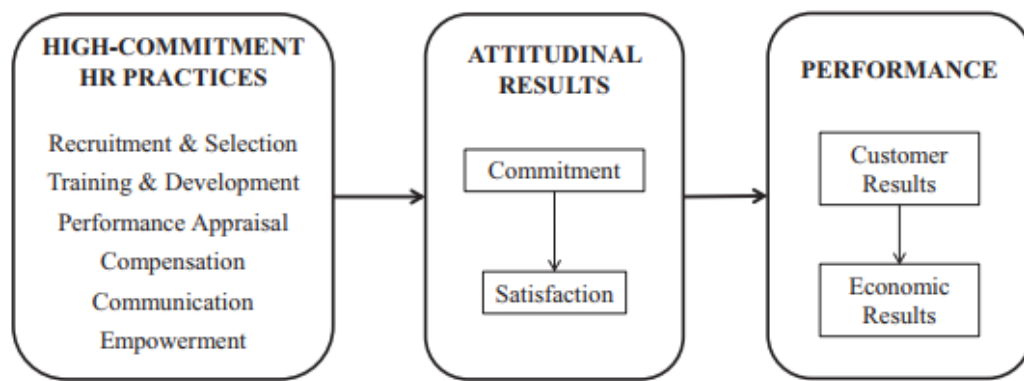 HIGH-COMMITMENT
HR PRACTICES
Recruitment & Selection
Training & Development
Performance Appraisal
Compensation
Communication
Empowerment
ATTITUDINAL
RESULTS
Commitment
Satisfaction
PERFORMANCE
Customer
Results
Economic
Results